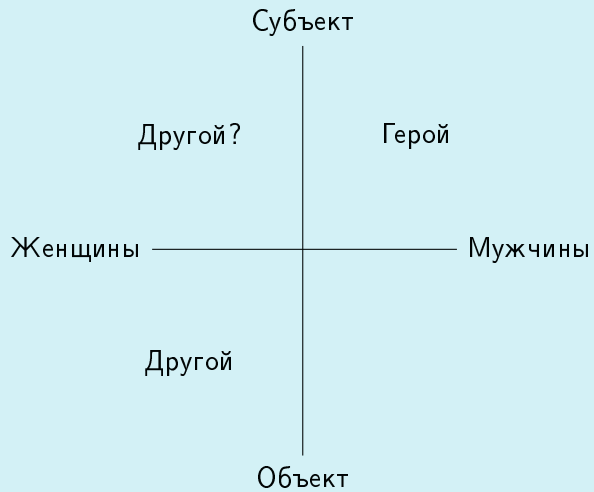 Субъект
Другой? Герой
Женщины Мужчины
Другой
Объект